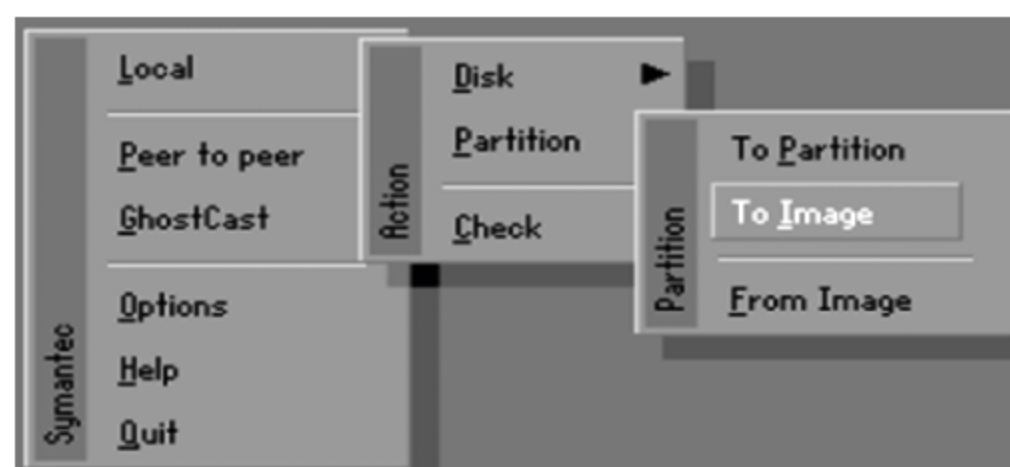 Symantec
Local
Peer to peer
GhostCast
Options
Help
Quit
Action
Disk
Partition
Check
Partition
To Partition
To Image
From Image